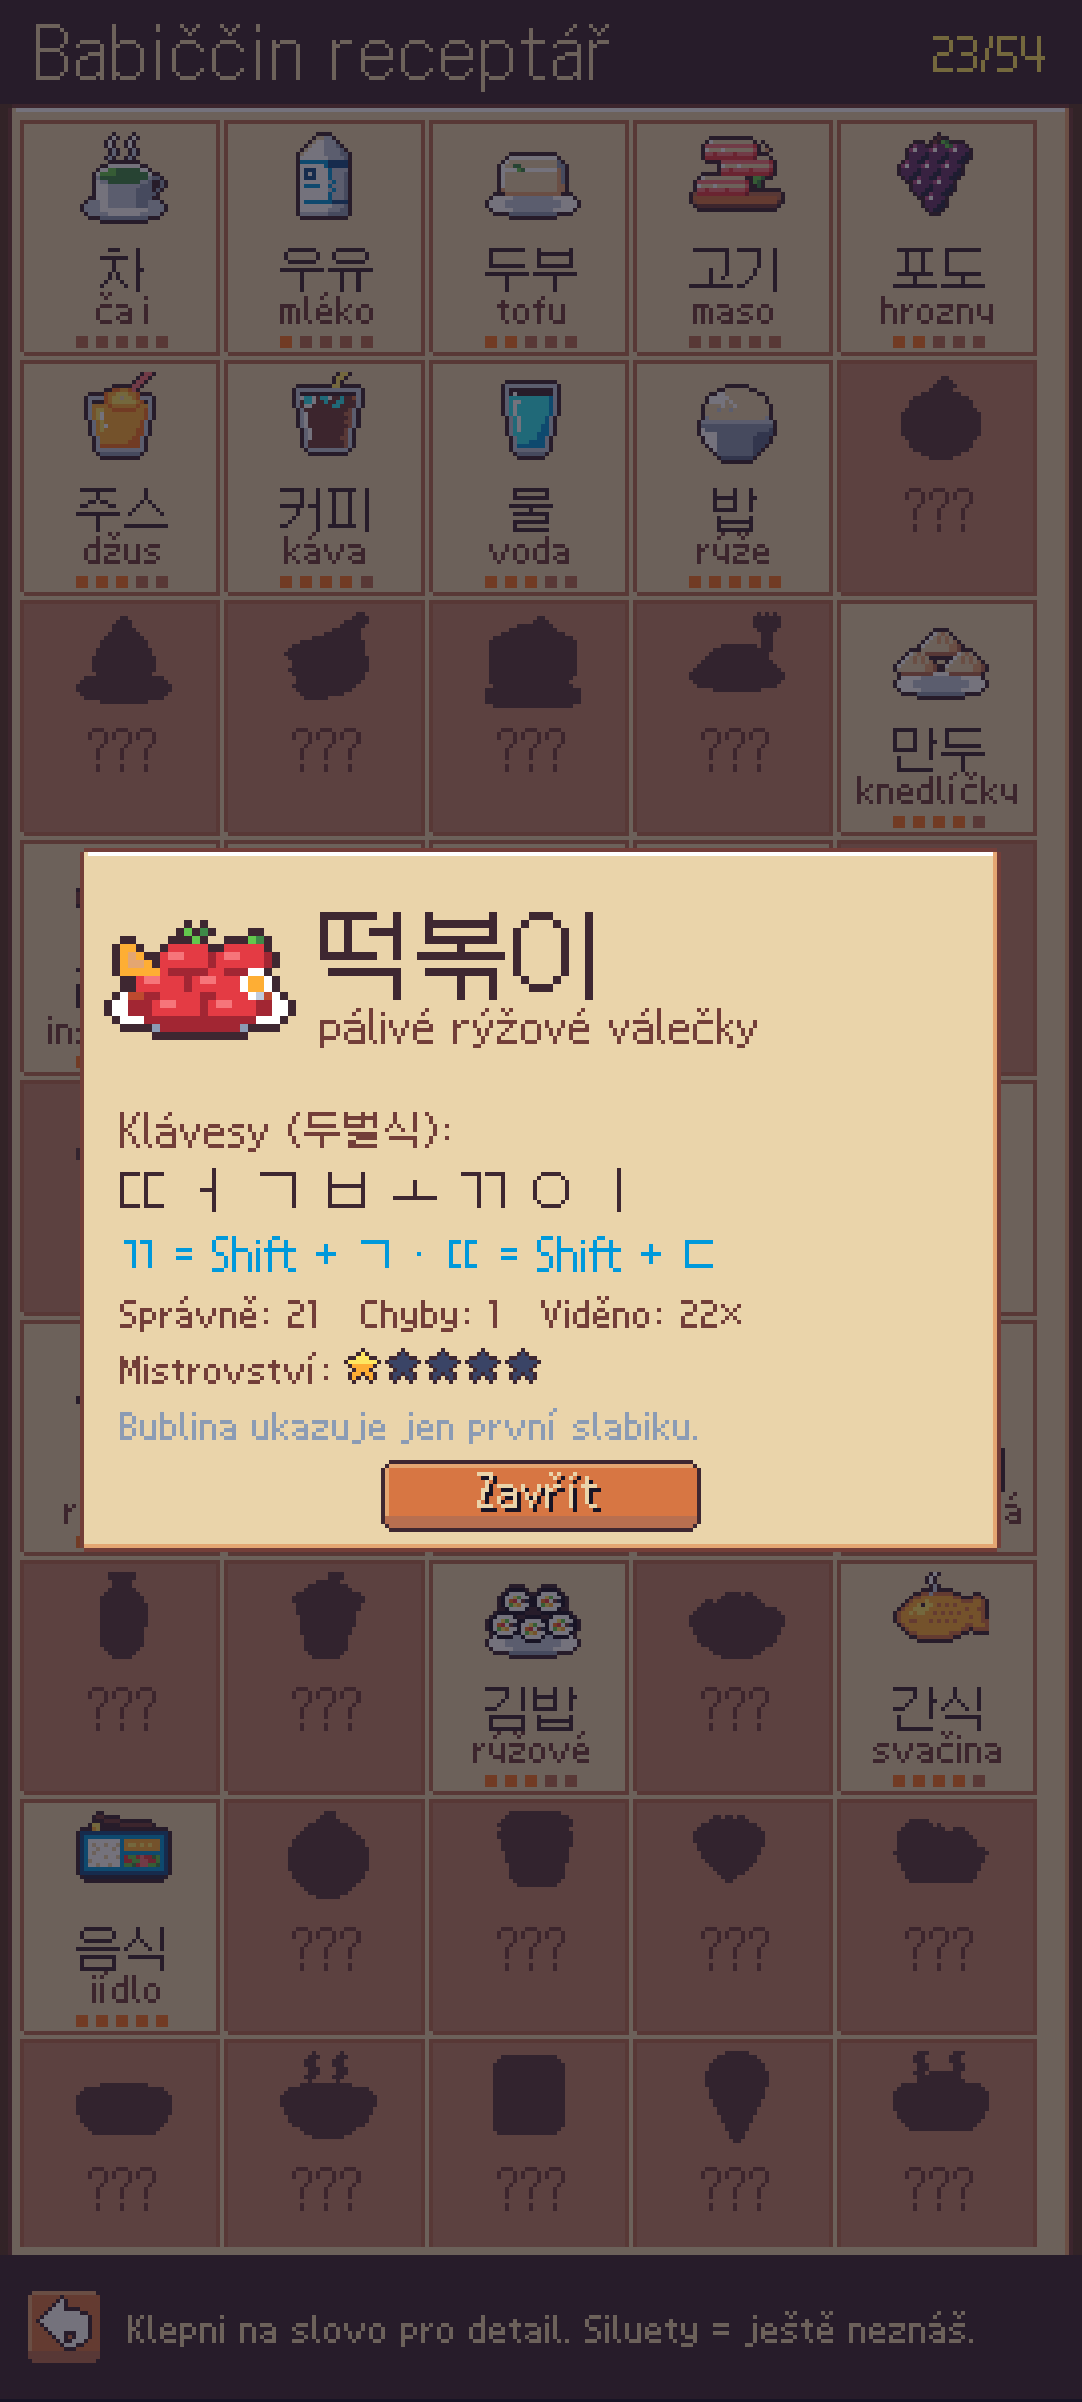 Babiččin receptář
23/54
차 우유 두부 고기 포도
čaj mléko tofu maso hrozny
주스 커피 물 밥 ???
džus káva voda rýže
??? ??? ??? ??? 만두
knedlíčky
떡볶이
pálivé rýžové válečky
Klávesy (두벌식):
ㄸ ㅓ ㄱ ㅂ ㅗ ㄲ ㅇ ㅣ
ㄲ = Shift + ㄱ · ㄸ = Shift + ㄷ
Správně: 21 Chyby: 1 Viděno: 22×
Mistrovství:
Bublina ukazuje jen první slabiku.
Zavřít
??? ??? 김밥 ??? 간식
rýžové svačina
음식 ??? ??? ??? ???
jídlo
??? ??? ??? ??? ???
Klepni na slovo pro detail. Siluety = ještě neznáš.